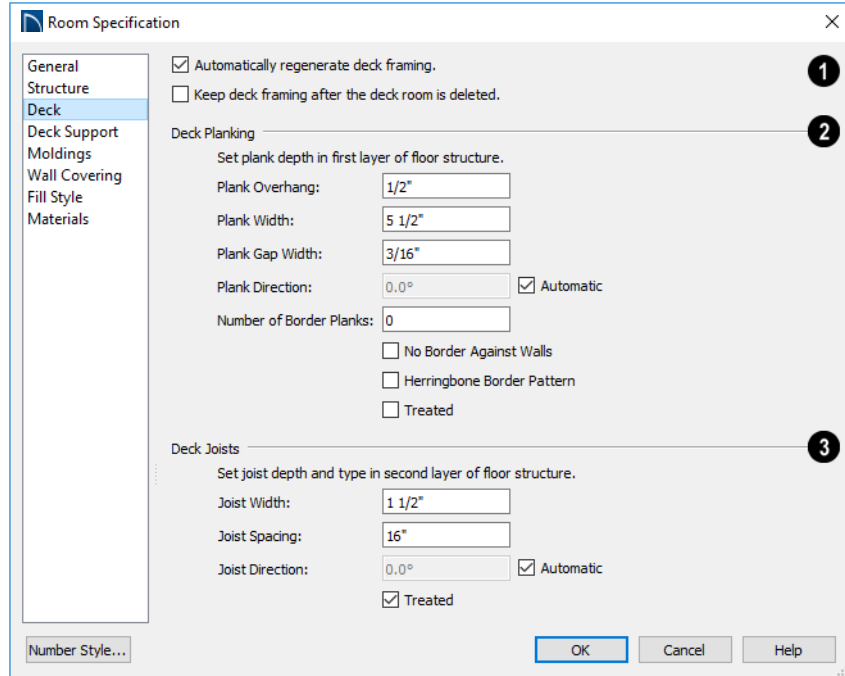 Room Specification
General
Structure
Deck
Deck Support
Moldings
Wall Covering
Fill Style
Materials
Automatically regenerate deck framing.
1
Keep deck framing after the deck room is deleted.
Deck Planking
2
Set plank depth in first layer of floor structure.
Plank Overhang: 1/2"
Plank Width: 5 1/2"
Plank Gap Width: 3/16"
Plank Direction: 0.0° Automatic
Number of Border Planks: 0
No Border Against Walls
Herringbone Border Pattern
Treated
Deck Joists
3
Set joist depth and type in second layer of floor structure.
Joist Width: 1 1/2"
Joist Spacing: 16"
Joist Direction: 0.0° Automatic
Treated
Number Style... OK Cancel Help